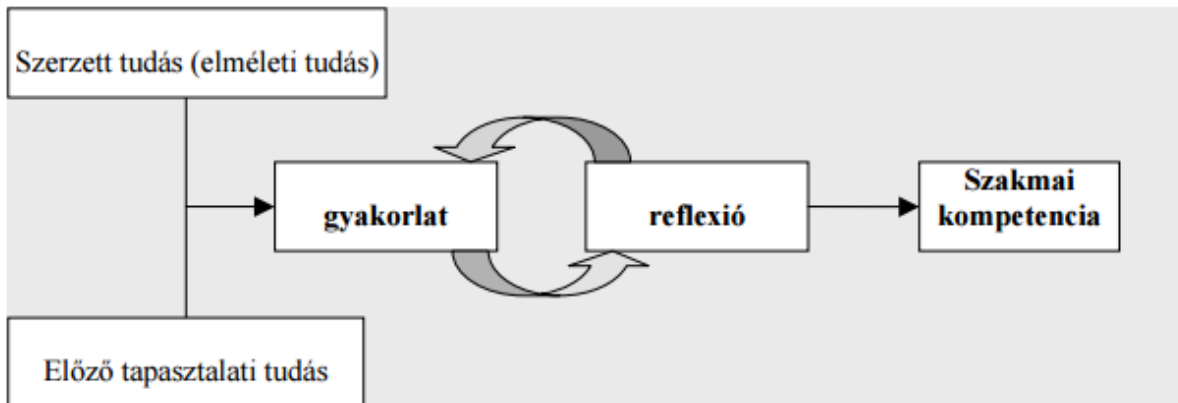 Szerzett tudás (elméleti tudás)
gyakorlat
reflexió
Szakmai
kompetencia
Előző tapasztalati tudás